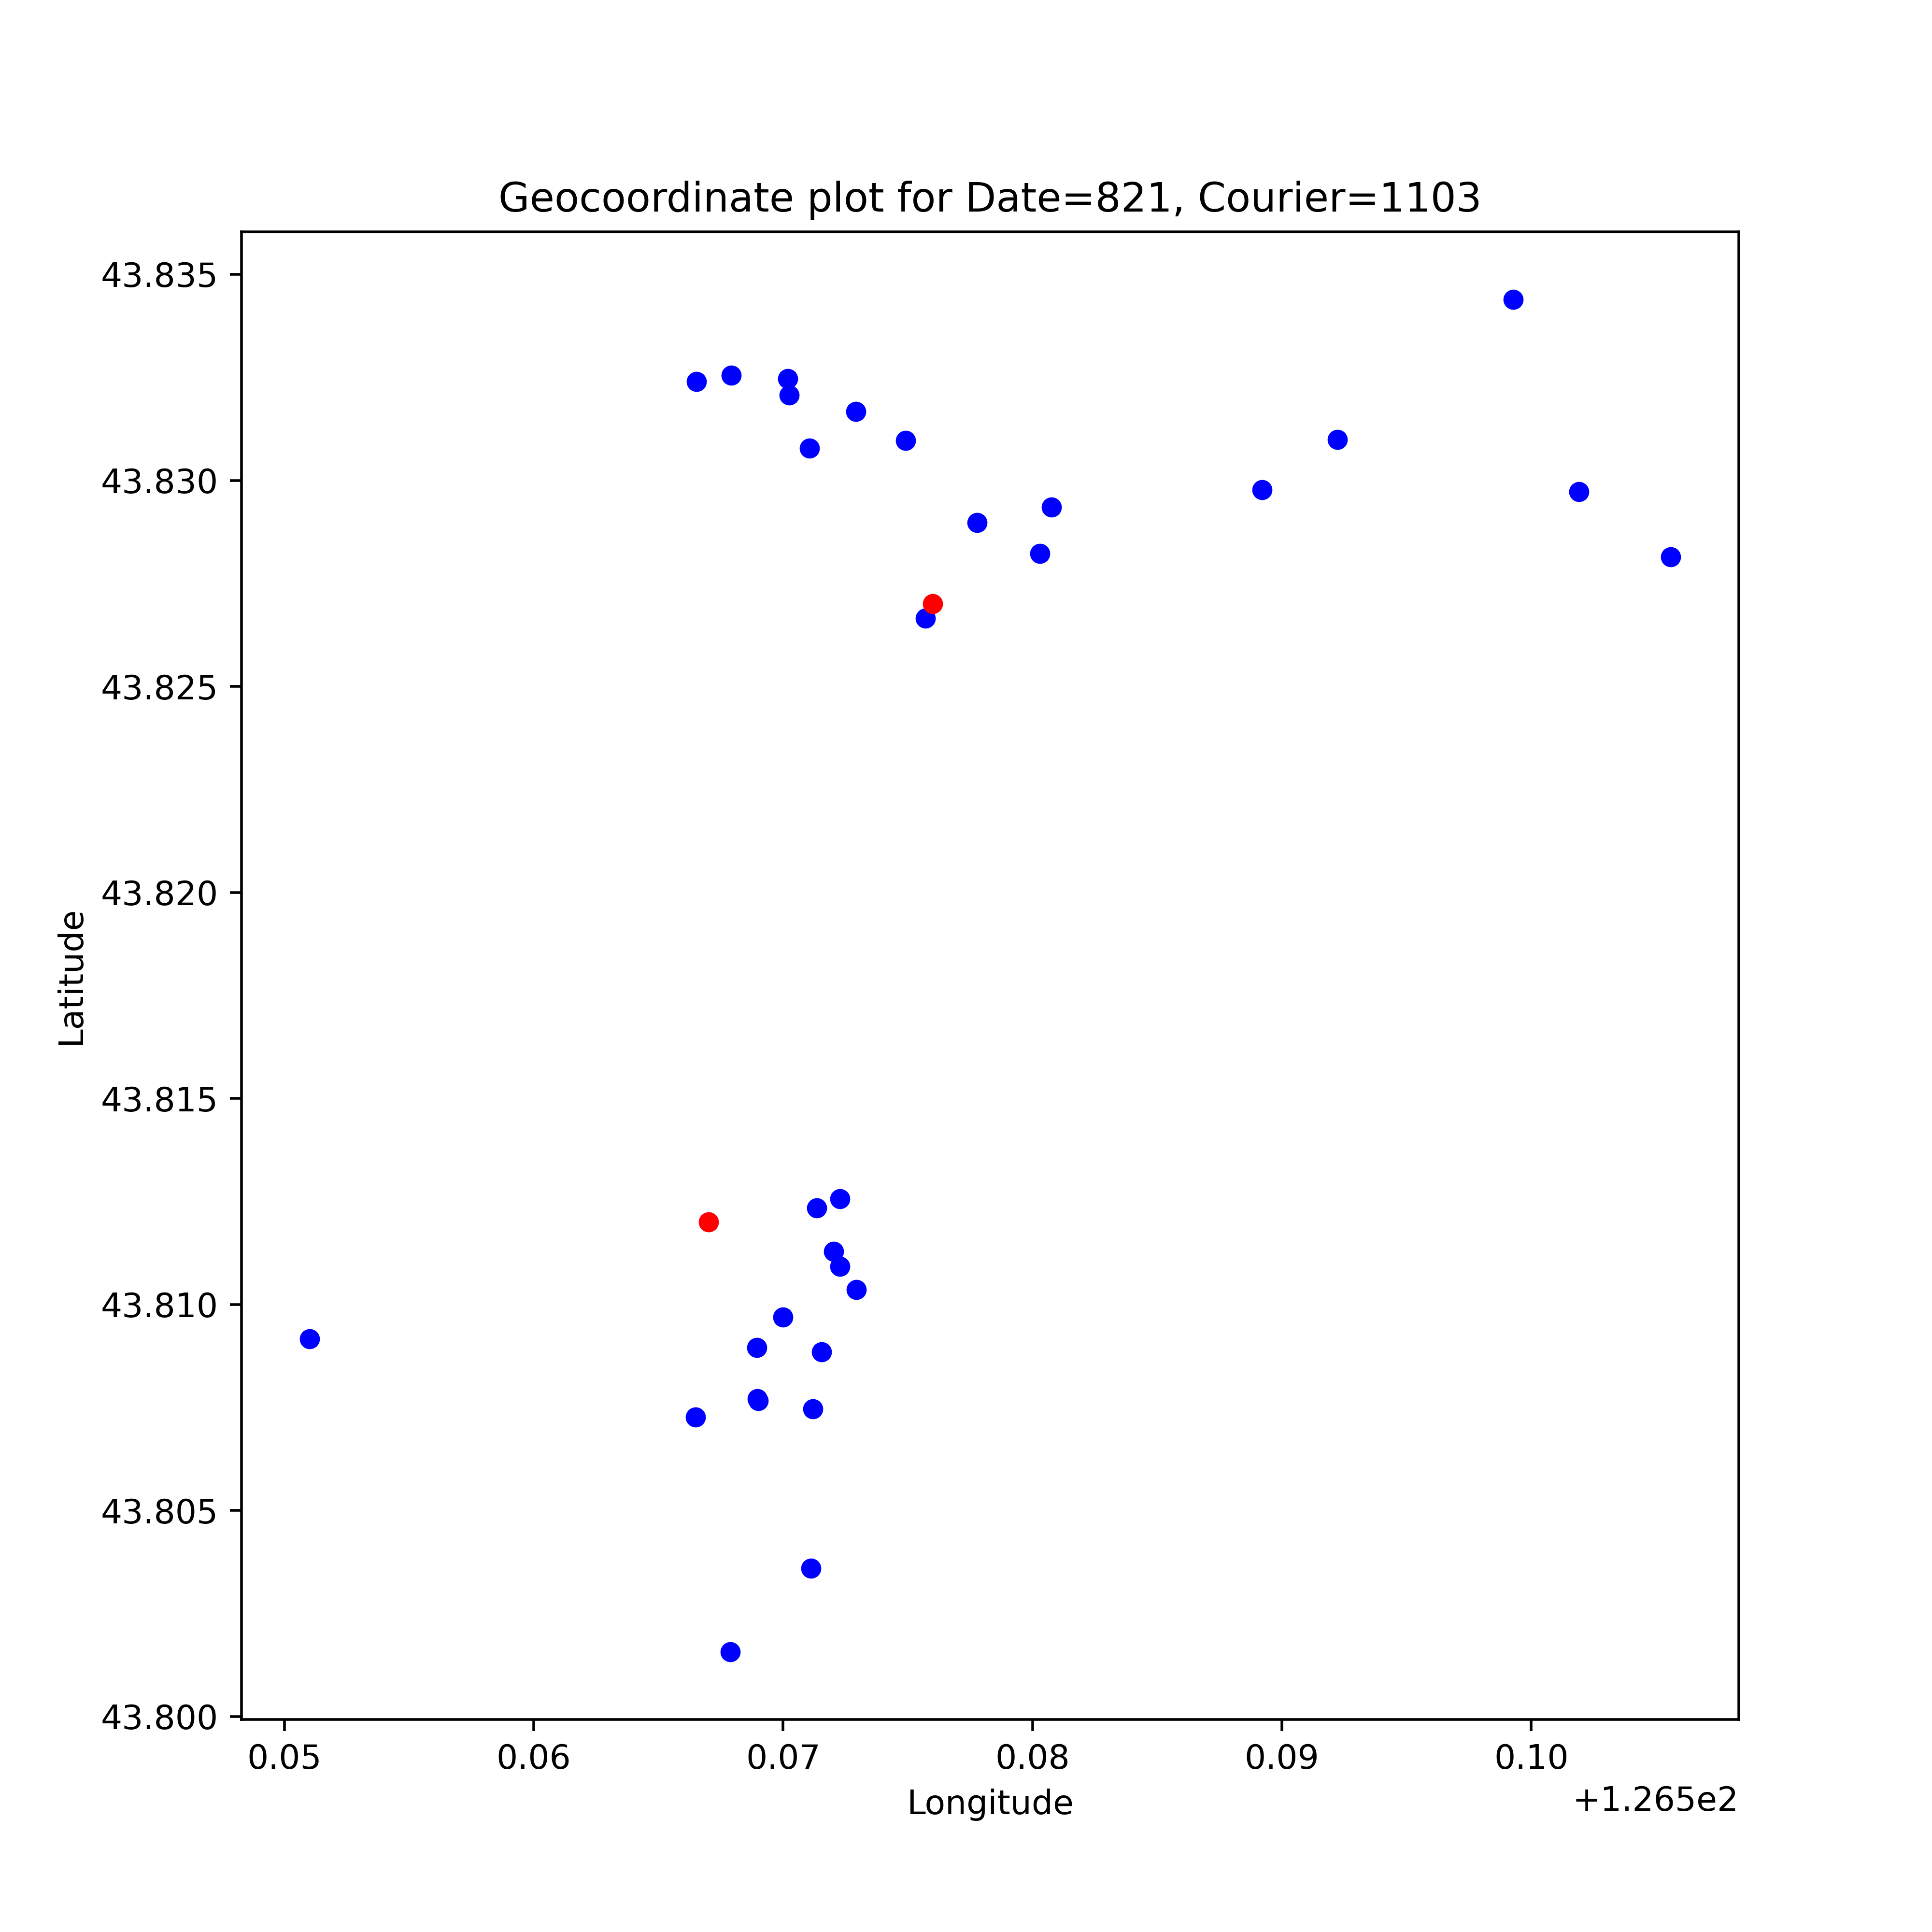 Geocoordinate plot for Date=821, Courier=1103
43.835
43.830
43.825
43.820
43.815
43.810
43.805
43.800
Latitude
0.05 0.06 0.07 0.08 0.09 0.10
Longitude
+1.265e2